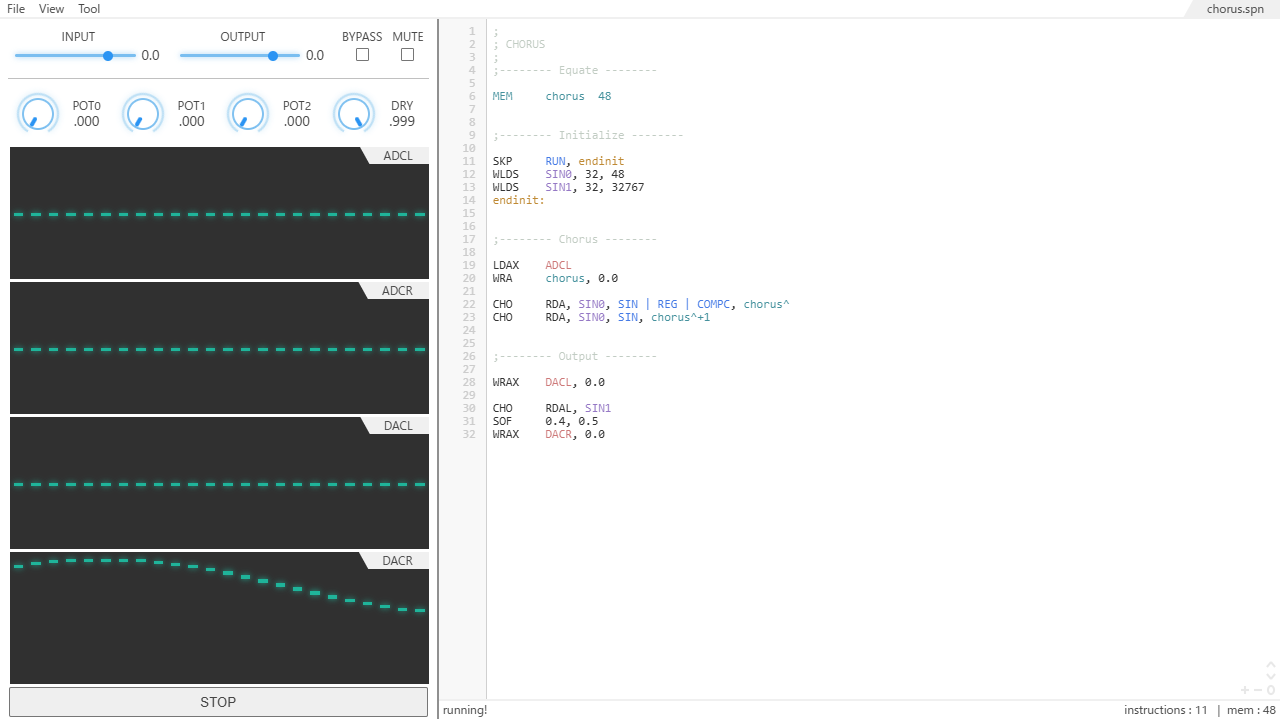 File View Tool
chorus.spn
INPUT OUTPUT BYPASS MUTE
0.0 0.0
POT0 POT1 POT2 DRY
.000 .000 .000 .999
ADCL
ADCR
DACL
DACR
STOP
1 ;
2 ; CHORUS
3 ;
4 ;-------- Equate --------
5
6 MEM chorus 48
7
8
9 ;-------- Initialize --------
10
11 SKP RUN, endinit
12 WLDS SIN0, 32, 48
13 WLDS SIN1, 32, 32767
14 endinit:
15
16
17 ;-------- Chorus --------
18
19 LDAX ADCL
20 WRA chorus, 0.0
21
22 CHO RDA, SIN0, SIN | REG | COMPC, chorus^
23 CHO RDA, SIN0, SIN, chorus^+1
24
25
26 ;-------- Output --------
27
28 WRAX DACL, 0.0
29
30 CHO RDAL, SIN1
31 SOF 0.4, 0.5
32 WRAX DACR, 0.0
running!
instructions : 11 | mem : 48